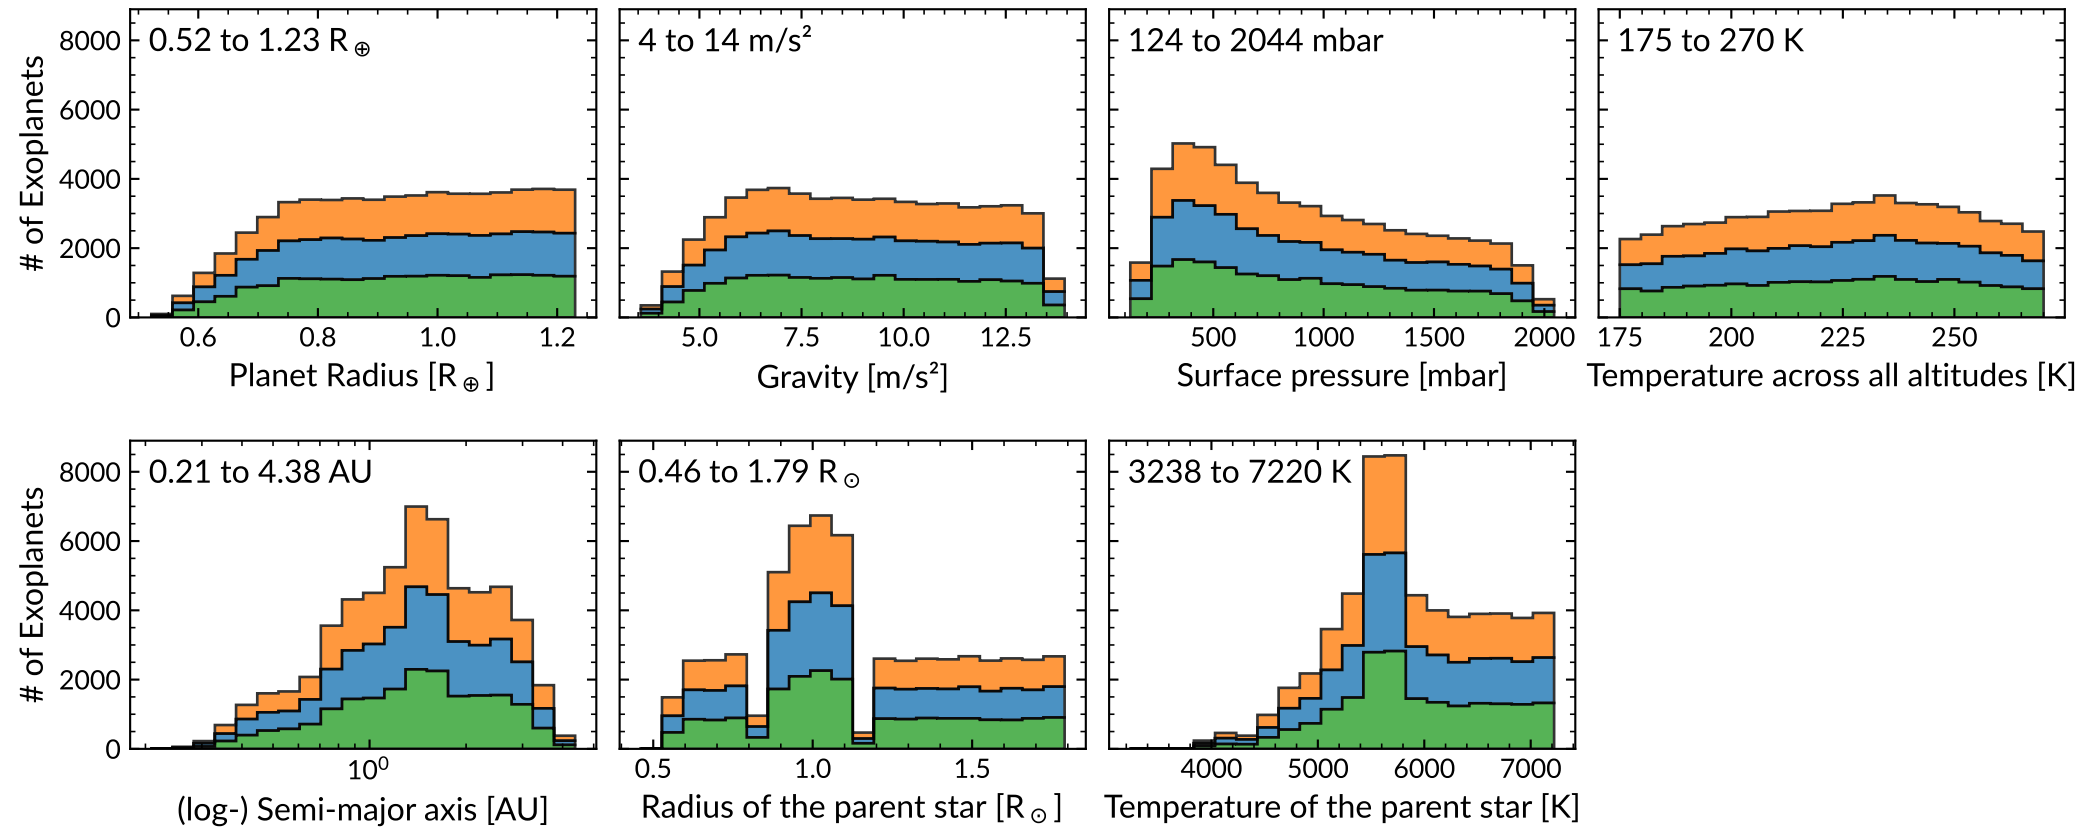 0.52 to 1.23 R⊕
4 to 14 m/s²
124 to 2044 mbar
175 to 270 K
# of Exoplanets
8000
6000
4000
2000
0
0.6 0.8 1.0 1.2
5.0 7.5 10.0 12.5
500 1000 1500 2000
175 200 225 250
Planet Radius [R⊕]
Gravity [m/s²]
Surface pressure [mbar]
Temperature across all altitudes [K]
0.21 to 4.38 AU
0.46 to 1.79 R⊙
3238 to 7220 K
# of Exoplanets
8000
6000
4000
2000
0
10⁰
0.5 1.0 1.5
4000 5000 6000 7000
(log-) Semi-major axis [AU]
Radius of the parent star [R⊙]
Temperature of the parent star [K]